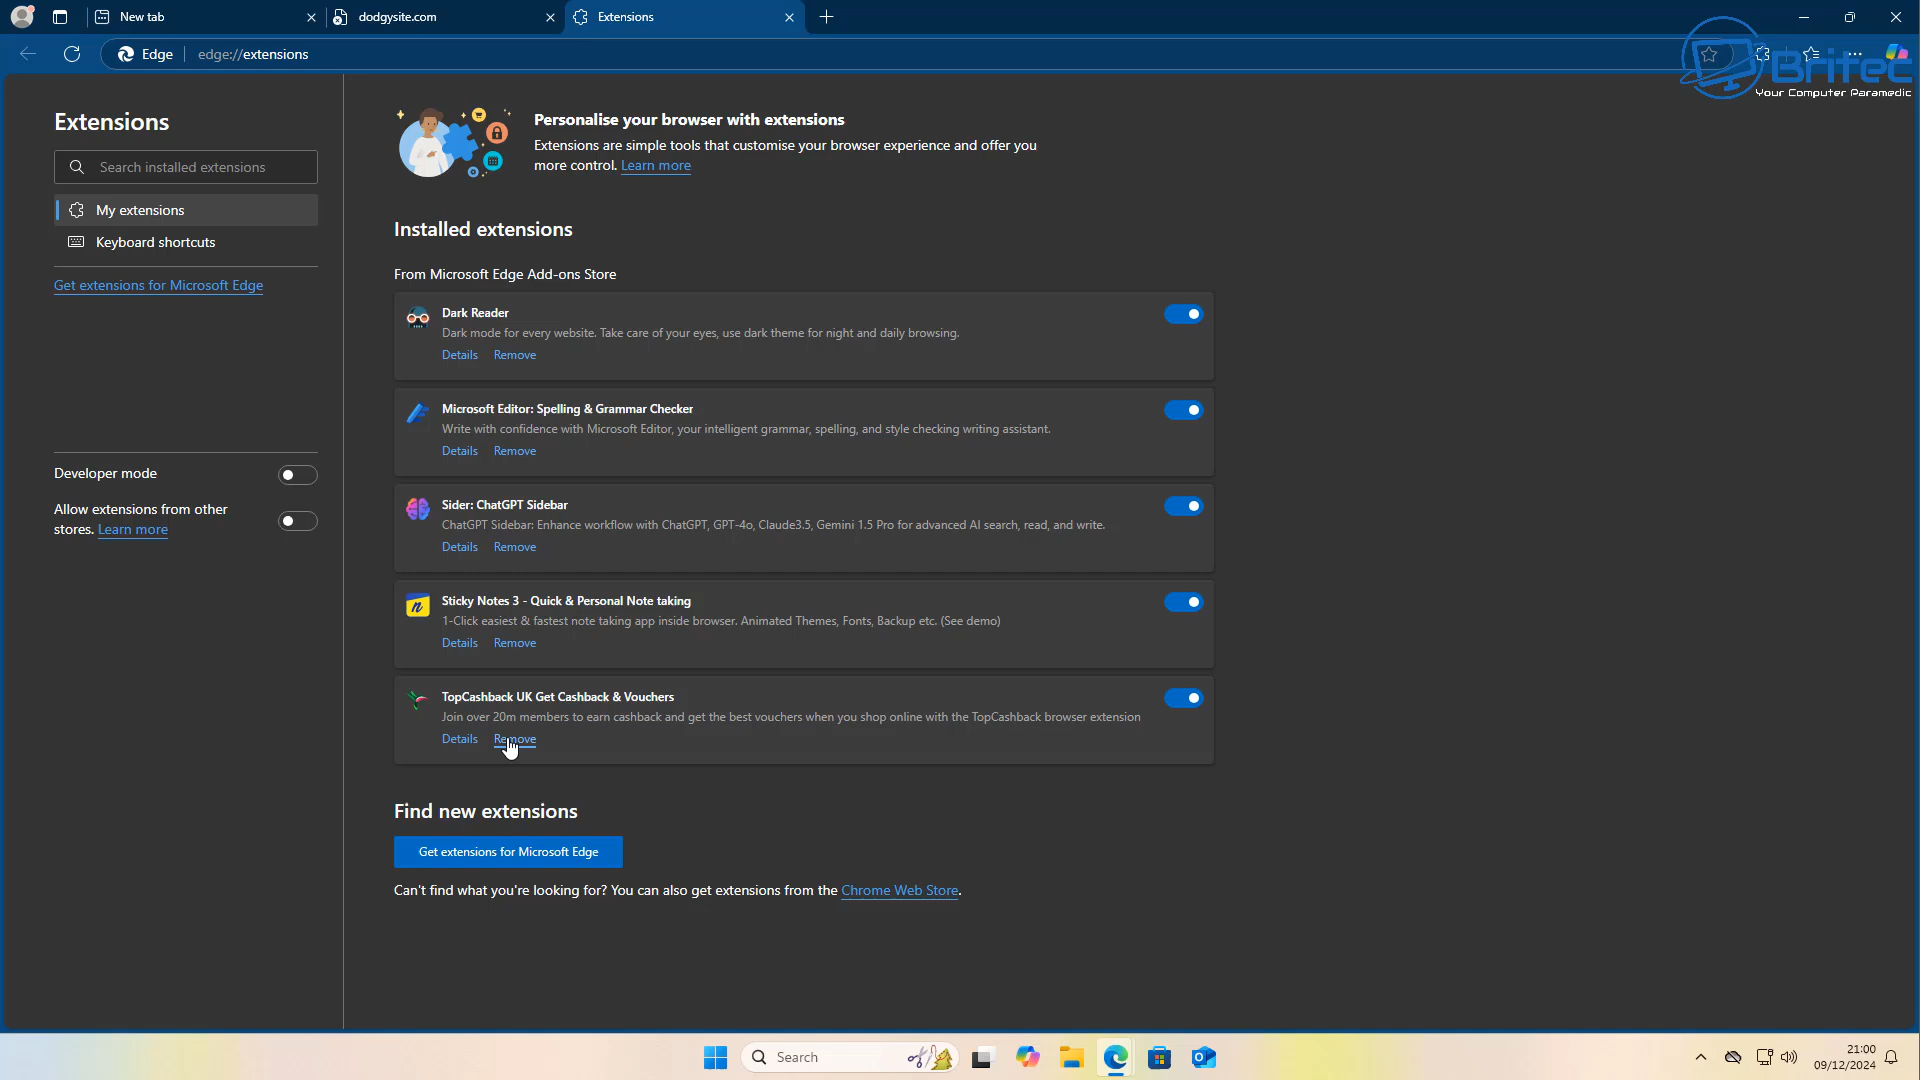 New tab
dodgysite.com
Extensions
Edge
edge://extensions
Britec
Your Computer Paramedic
Extensions
Search installed extensions
My extensions
Keyboard shortcuts
Get extensions for Microsoft Edge
Developer mode
Allow extensions from other
stores. Learn more
Personalise your browser with extensions
Extensions are simple tools that customise your browser experience and offer you
more control. Learn more
Installed extensions
From Microsoft Edge Add-ons Store
Dark Reader
Dark mode for every website. Take care of your eyes, use dark theme for night and daily browsing.
Details Remove
Microsoft Editor: Spelling & Grammar Checker
Write with confidence with Microsoft Editor, your intelligent grammar, spelling, and style checking writing assistant.
Details Remove
Sider: ChatGPT Sidebar
ChatGPT Sidebar: Enhance workflow with ChatGPT, GPT-4o, Claude3.5, Gemini 1.5 Pro for advanced AI search, read, and write.
Details Remove
Sticky Notes 3 - Quick & Personal Note taking
1-Click easiest & fastest note taking app inside browser. Animated Themes, Fonts, Backup etc. (See demo)
Details Remove
TopCashback UK Get Cashback & Vouchers
Join over 20m members to earn cashback and get the best vouchers when you shop online with the TopCashback browser extension
Details Remove
Find new extensions
Get extensions for Microsoft Edge
Can't find what you're looking for? You can also get extensions from the Chrome Web Store.
Search
21:00
09/12/2024